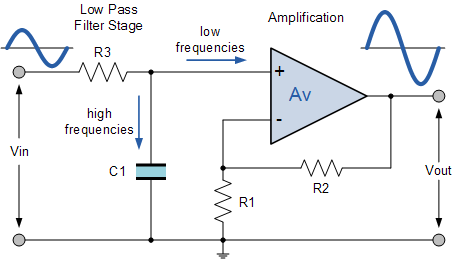 Low Pass
Filter Stage
Amplification
low
frequencies
R3
+
Av
high
frequencies
-
Vin
C1
R1
R2
Vout